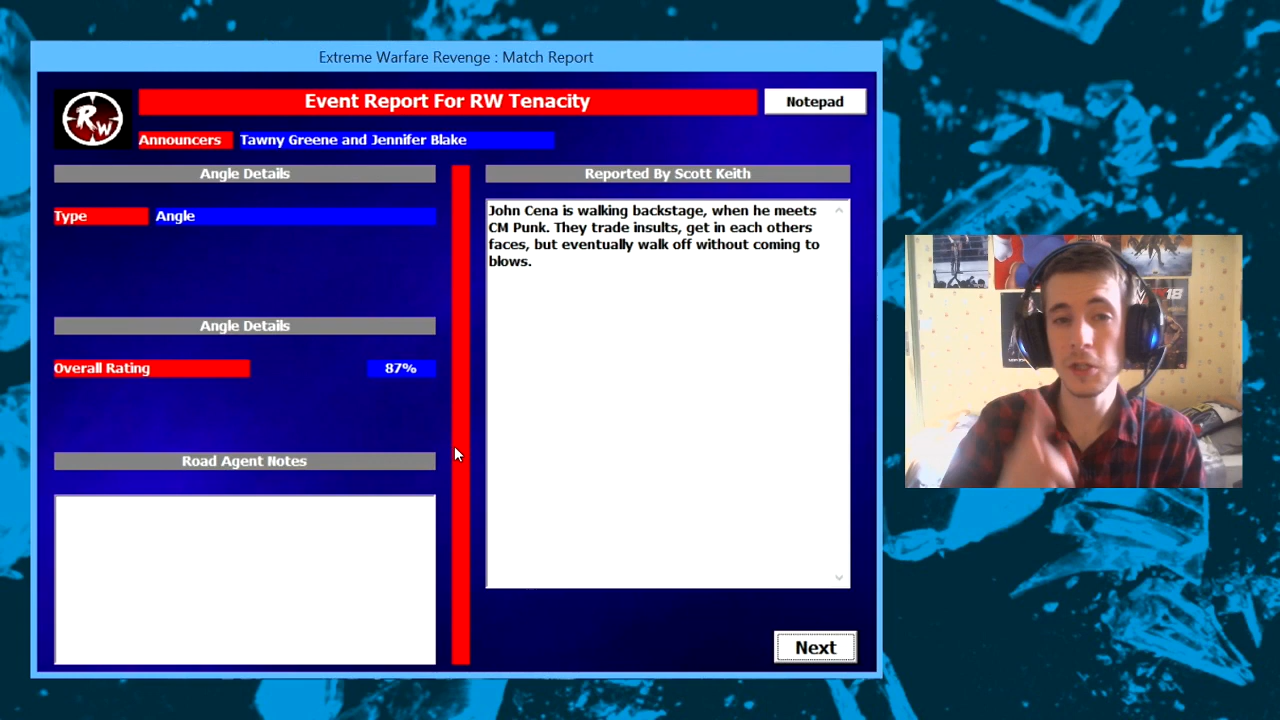 Extreme Warfare Revenge : Match Report
RW
Event Report For RW Tenacity
Notepad
Announcers
Tawny Greene and Jennifer Blake
Angle Details
Reported By Scott Keith
Type
Angle
John Cena is walking backstage, when he meets
CM Punk. They trade insults, get in each others
faces, but eventually walk off without coming to
blows.
Angle Details
Overall Rating
87%
Road Agent Notes
Next
18